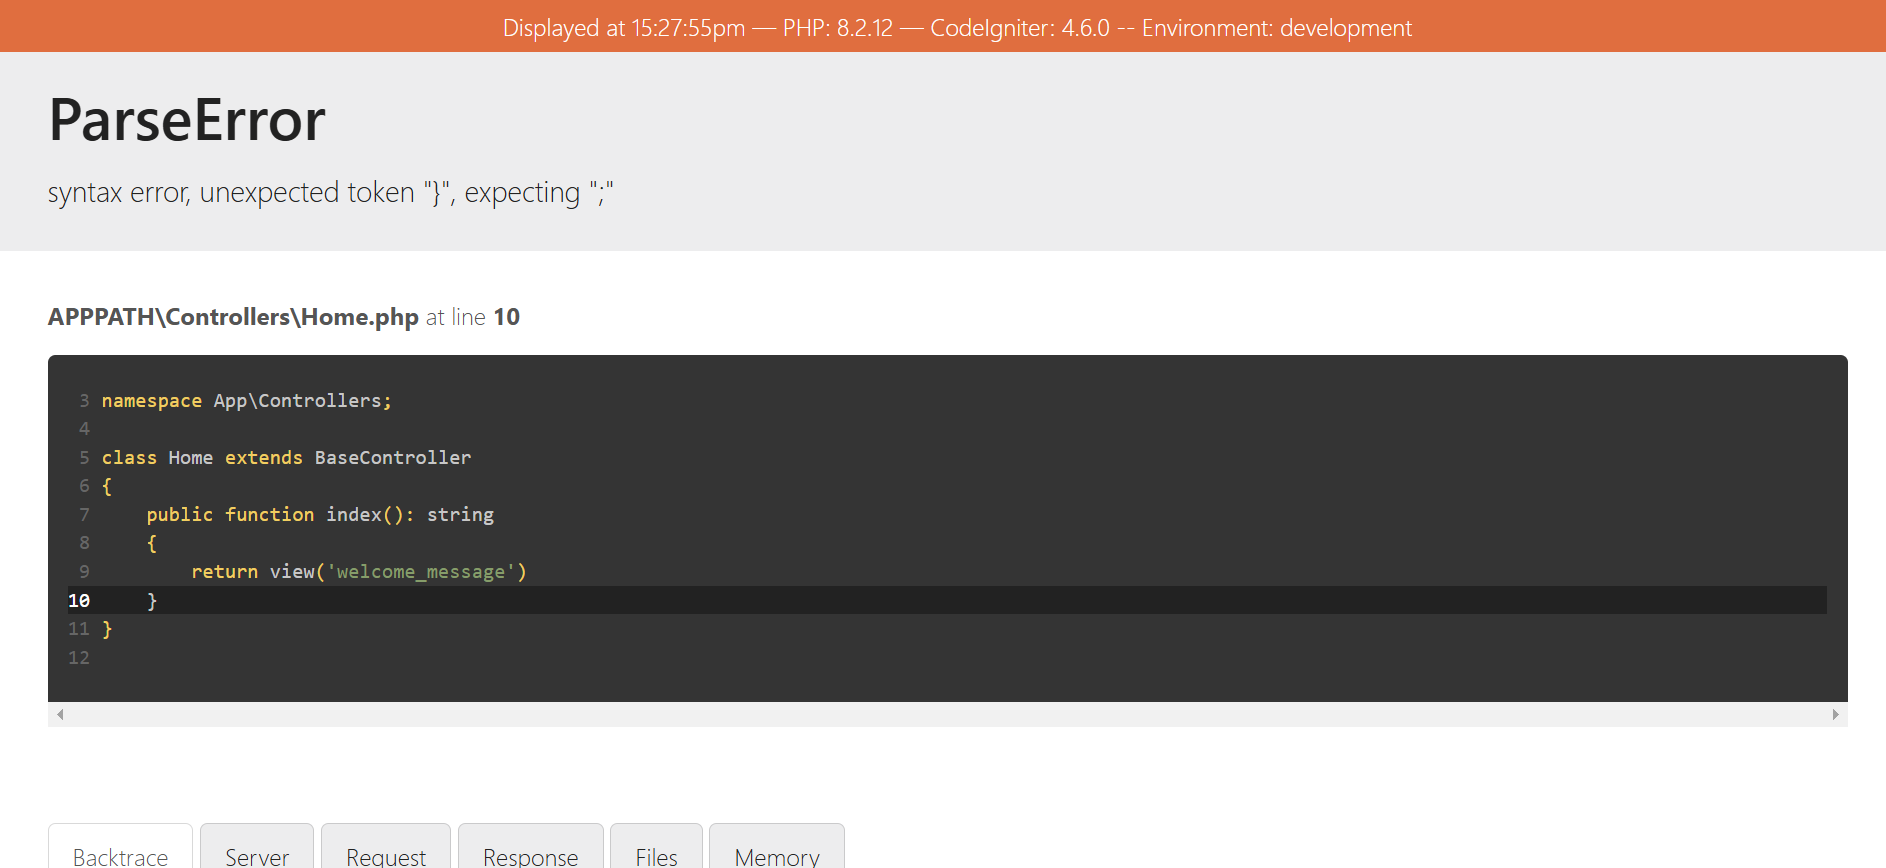 Displayed at 15:27:55pm — PHP: 8.2.12 — CodeIgniter: 4.6.0 -- Environment: development
ParseError
syntax error, unexpected token "}", expecting ";"
APPPATH\Controllers\Home.php at line 10
3 namespace App\Controllers;
4
5 class Home extends BaseController
6 {
7     public function index(): string
8     {
9         return view('welcome_message')
10     }
11 }
12
Backtrace Server Request Response Files Memory